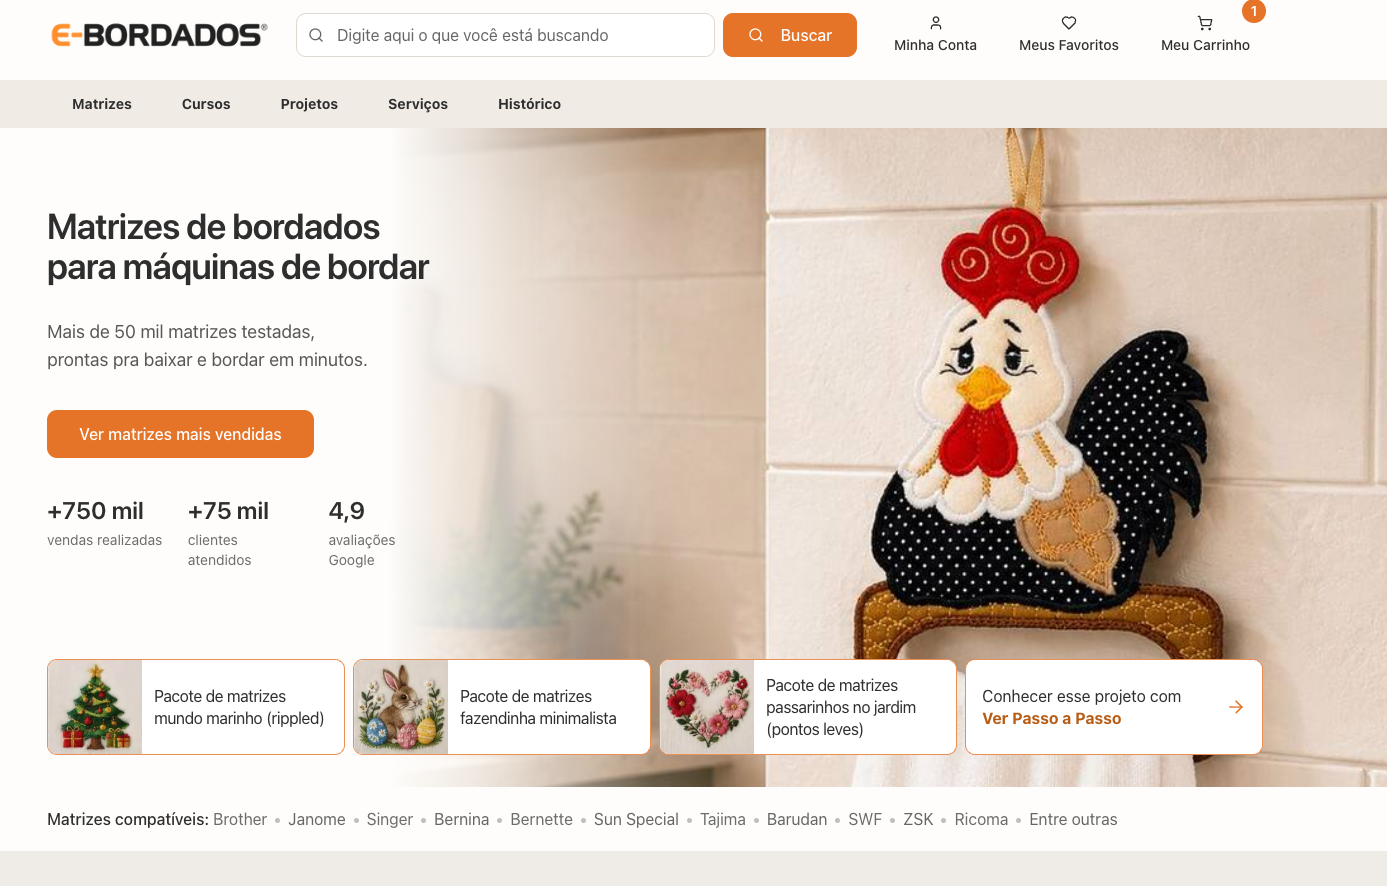 E-BORDADOS®
Digite aqui o que você está buscando
Buscar
Minha Conta
Meus Favoritos
Meu Carrinho
1
Matrizes
Cursos
Projetos
Serviços
Histórico
Matrizes de bordados
para máquinas de bordar
Mais de 50 mil matrizes testadas,
prontas pra baixar e bordar em minutos.
Ver matrizes mais vendidas
+750 mil
vendas realizadas
+75 mil
clientes
atendidos
4,9
avaliações
Google
Pacote de matrizes
mundo marinho (rippled)
Pacote de matrizes
fazendinha minimalista
Pacote de matrizes
passarinhos no jardim
(pontos leves)
Conhecer esse projeto com
Ver Passo a Passo
Matrizes compatíveis: Brother • Janome • Singer • Bernina • Bernette • Sun Special • Tajima • Barudan • SWF • ZSK • Ricoma • Entre outras